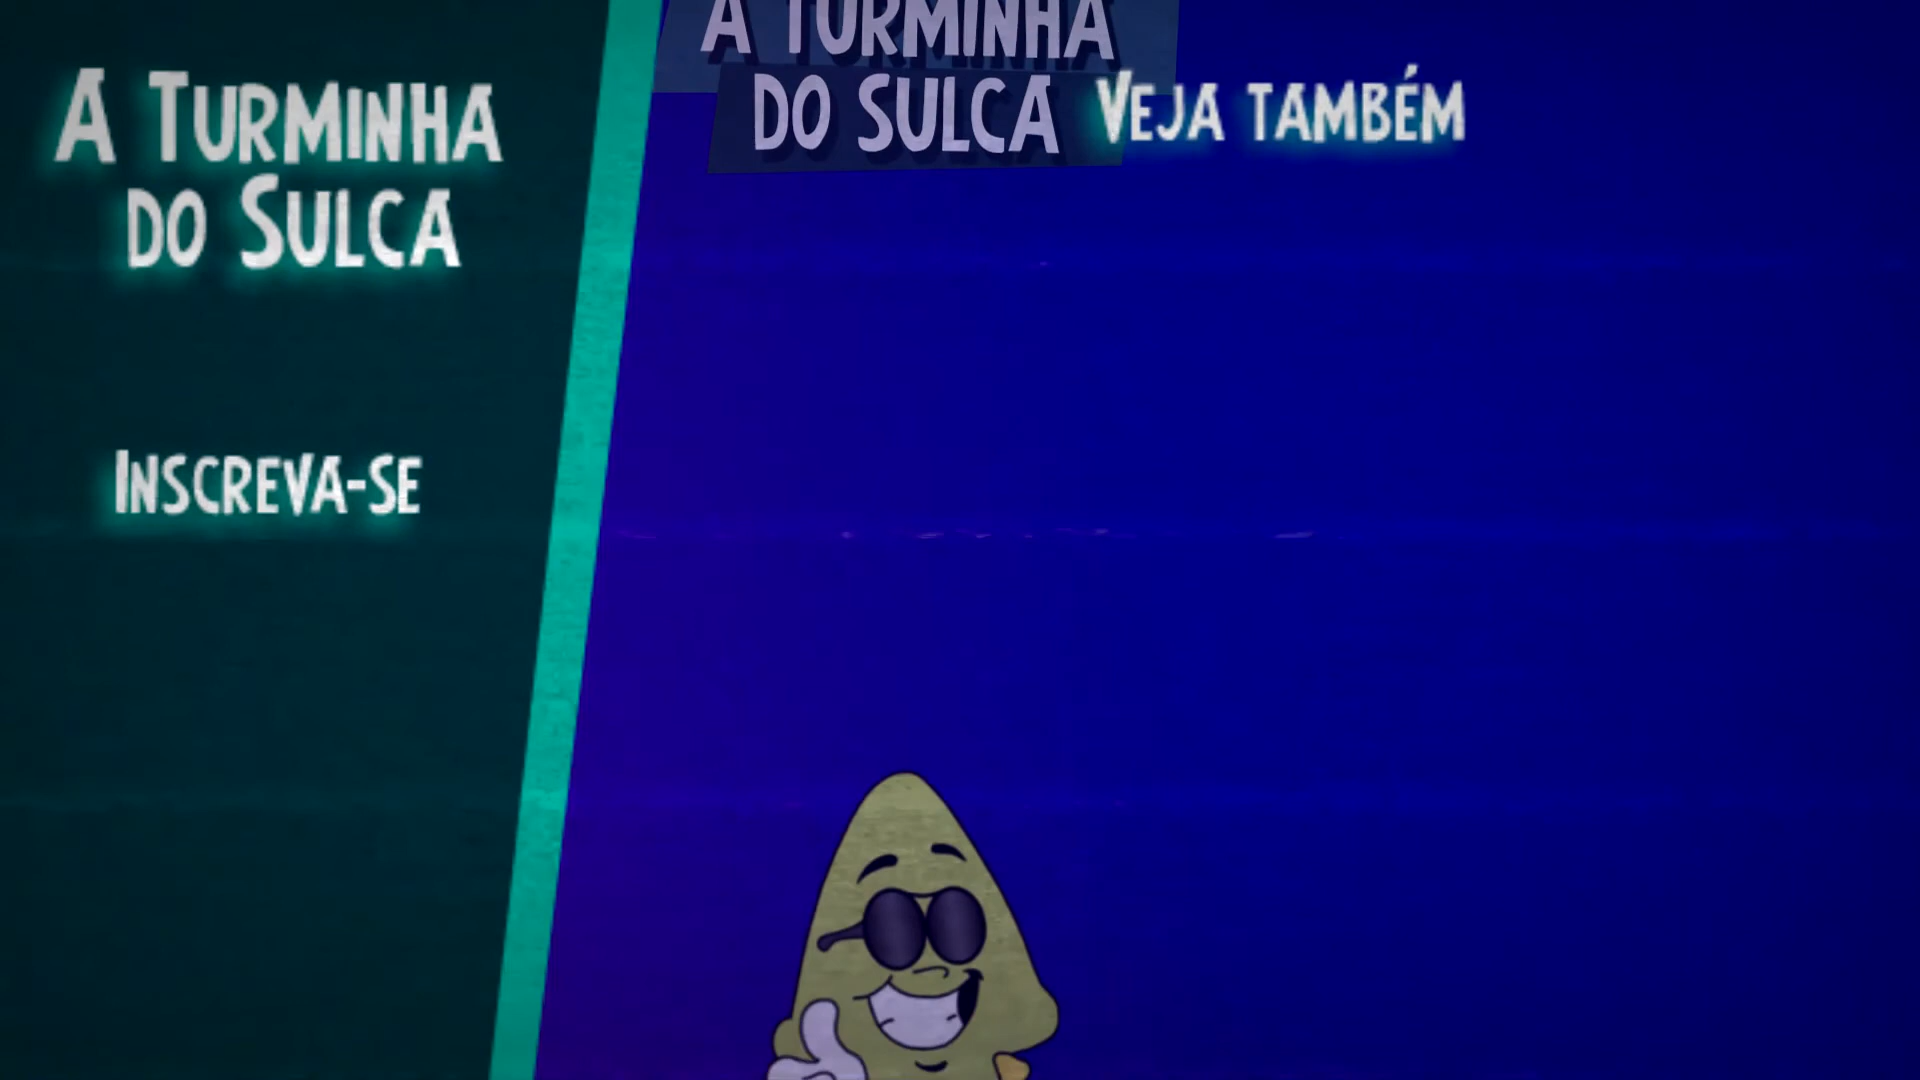 A TURMINHA
DO SULCA
INSCREVA-SE
A TURMINHA
DO SULCA
VEJA TAMBÉM